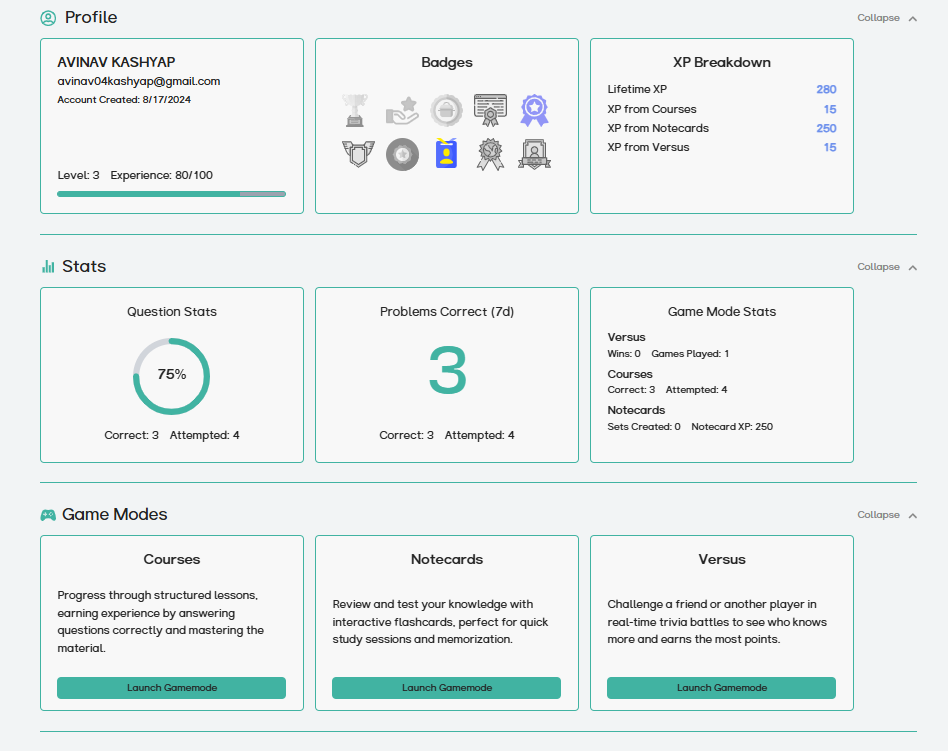 Profile
Collapse
AVINAV KASHYAP
avinav04kashyap@gmail.com
Account Created: 8/17/2024
Level: 3 Experience: 80/100
Badges
XP Breakdown
Lifetime XP 280
XP from Courses 15
XP from Notecards 250
XP from Versus 15
Stats
Collapse
Question Stats
75%
Correct: 3 Attempted: 4
Problems Correct (7d)
3
Correct: 3 Attempted: 4
Game Mode Stats
Versus
Wins: 0 Games Played: 1
Courses
Correct: 3 Attempted: 4
Notecards
Sets Created: 0 Notecard XP: 250
Game Modes
Collapse
Courses
Progress through structured lessons,
earning experience by answering
questions correctly and mastering the
material.
Launch Gamemode
Notecards
Review and test your knowledge with
interactive flashcards, perfect for quick
study sessions and memorization.
Launch Gamemode
Versus
Challenge a friend or another player in
real-time trivia battles to see who knows
more and earns the most points.
Launch Gamemode